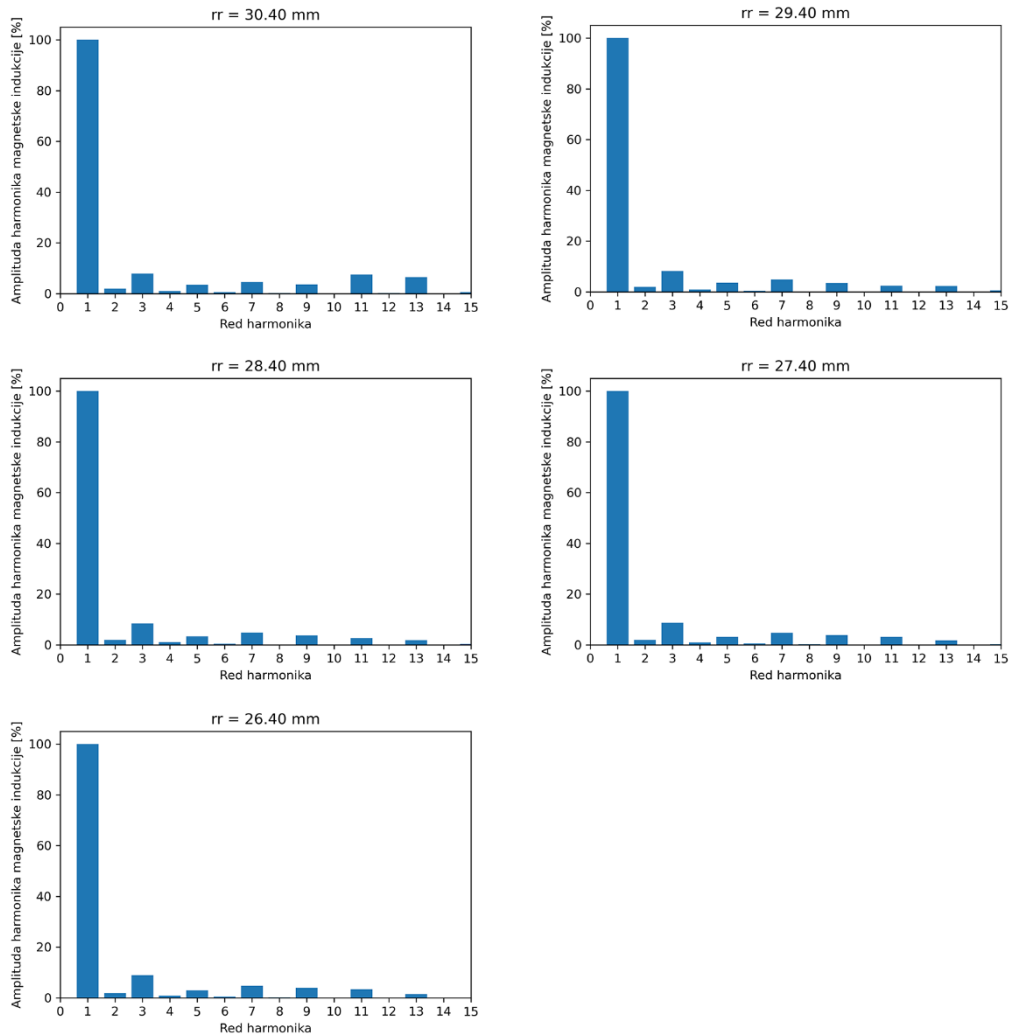 rr = 30.40 mm
Amplituda harmonika magnetske indukcije [%]
100
80
60
40
20
0
0 1 2 3 4 5 6 7 8 9 10 11 12 13 14 15
Red harmonika
rr = 29.40 mm
Amplituda harmonika magnetske indukcije [%]
100
80
60
40
20
0
0 1 2 3 4 5 6 7 8 9 10 11 12 13 14 15
Red harmonika
rr = 28.40 mm
Amplituda harmonika magnetske indukcije [%]
100
80
60
40
20
0
0 1 2 3 4 5 6 7 8 9 10 11 12 13 14 15
Red harmonika
rr = 27.40 mm
Amplituda harmonika magnetske indukcije [%]
100
80
60
40
20
0
0 1 2 3 4 5 6 7 8 9 10 11 12 13 14 15
Red harmonika
rr = 26.40 mm
Amplituda harmonika magnetske indukcije [%]
100
80
60
40
20
0
0 1 2 3 4 5 6 7 8 9 10 11 12 13 14 15
Red harmonika